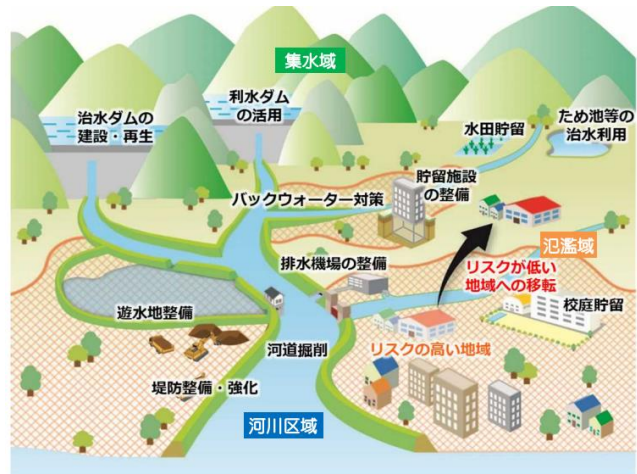 集水域
治水ダムの
建設・再生
利水ダム
の活用
水田貯留
ため池等の
治水利用
バックウォーター対策
貯留施設
の整備
氾濫域
排水機場の整備
リスクが低い
地域への移転
遊水地整備
校庭貯留
河道掘削
リスクの高い地域
堤防整備・強化
河川区域